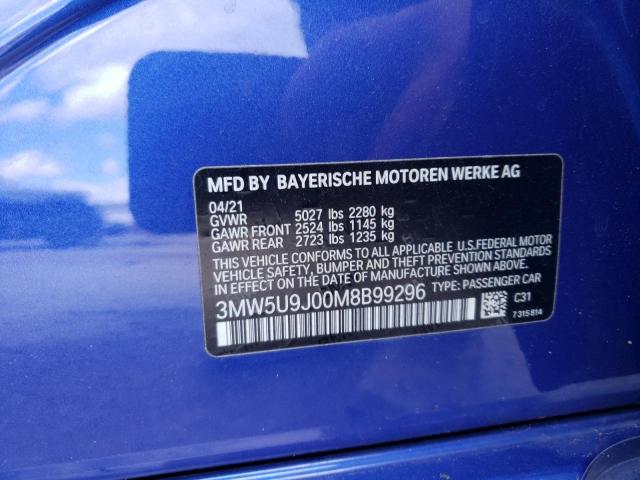 MFD BY BAYERISCHE MOTOREN WERKE AG
04/21
GVWR 5027 lbs 2280 kg
GAWR FRONT 2524 lbs 1145 kg
GAWR REAR 2723 lbs 1235 kg
THIS VEHICLE CONFORMS TO ALL APPLICABLE U.S.FEDERAL MOTOR
VEHICLE SAFETY, BUMPER, AND THEFT PREVENTION STANDARDS
IN EFFECT ON THE DATE OF MANUFACTURE SHOWN ABOVE.
3MW5U9J00M8B99296 TYPE: PASSENGER CAR
C31
7315814